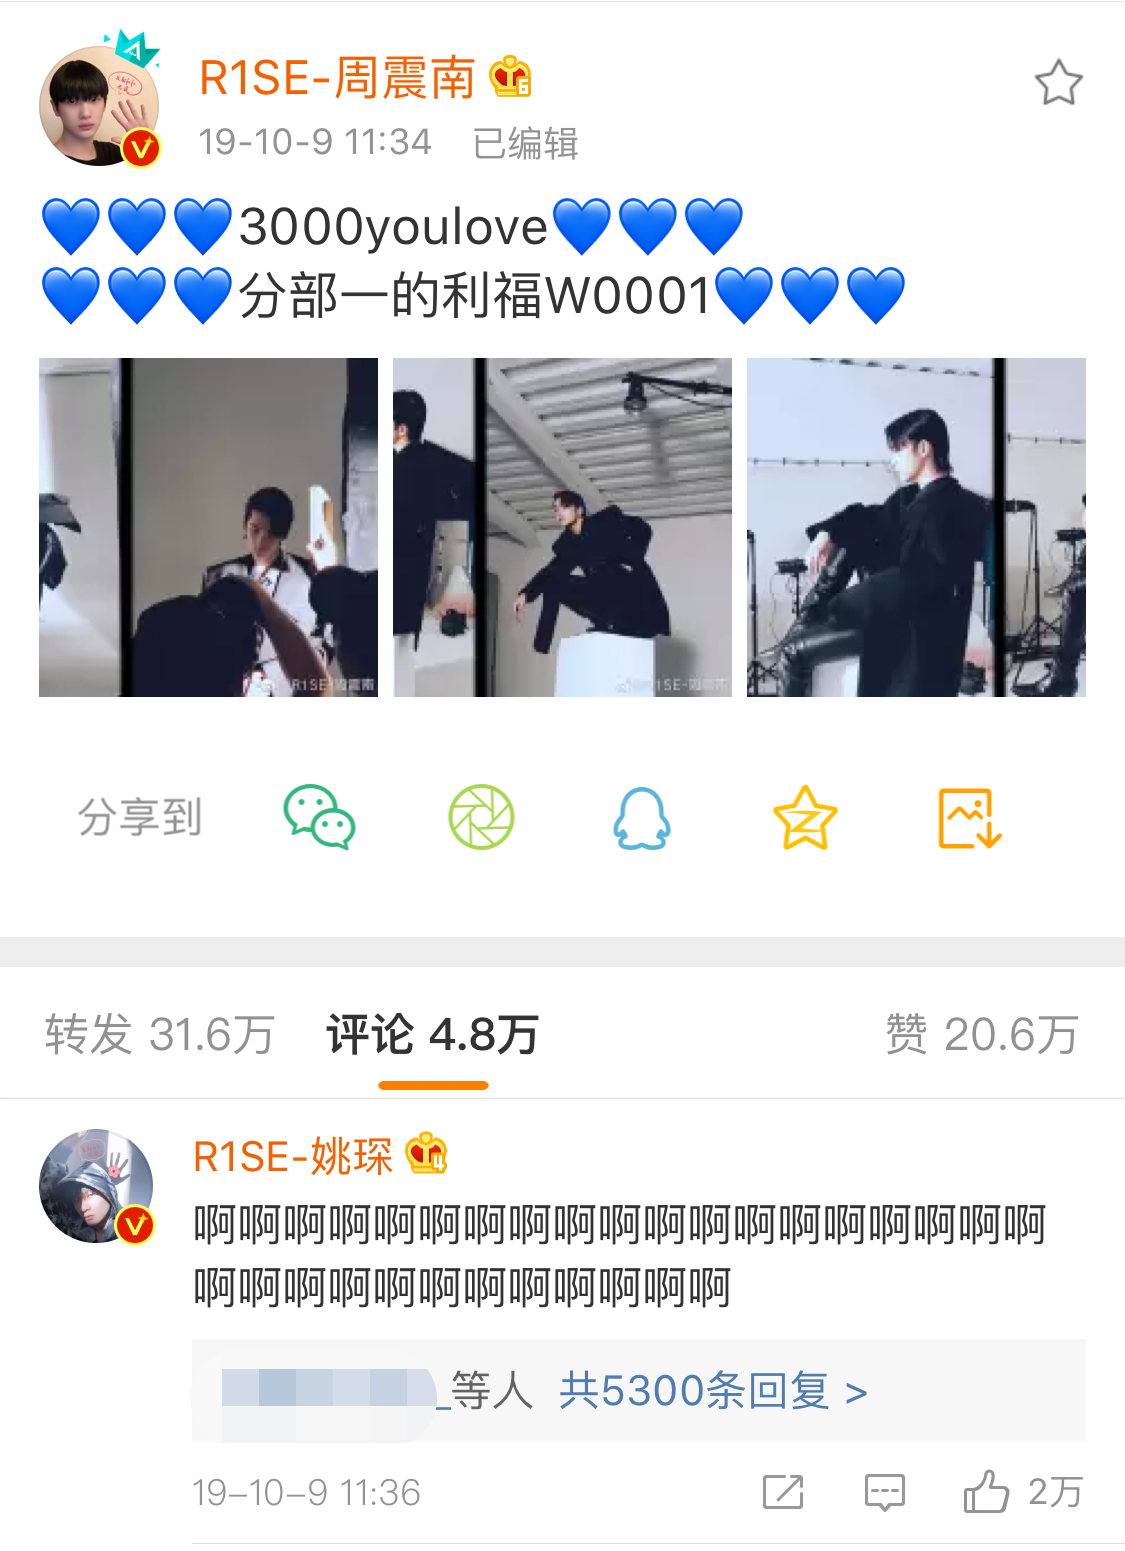 R1SE-周震南
19-10-9 11:34 已编辑
💙💙💙3000youlove💙💙💙
💙💙💙分部一的利福W0001💙💙💙
R1SE-周震南
R1SE-周震南
分享到
转发 31.6万 评论 4.8万 赞 20.6万
R1SE-姚琛
啊啊啊啊啊啊啊啊啊啊啊啊啊啊啊啊啊啊啊
啊啊啊啊啊啊啊啊啊啊啊啊
_等人 共5300条回复 >
19-10-9 11:36 2万